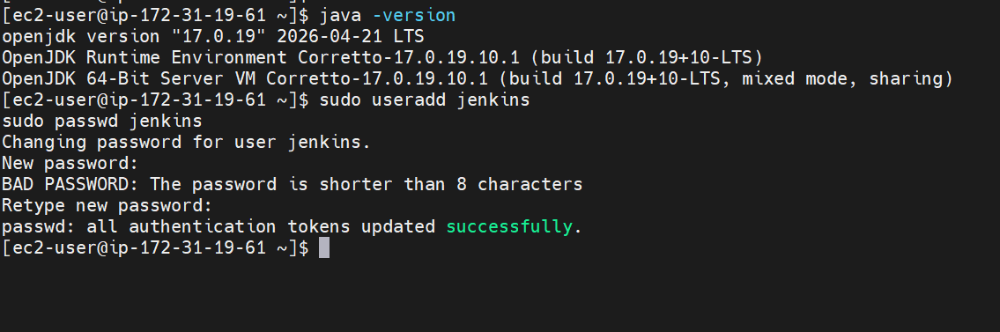 [ec2-user@ip-172-31-19-61 ~]$ java -version
openjdk version "17.0.19" 2026-04-21 LTS
OpenJDK Runtime Environment Corretto-17.0.19.10.1 (build 17.0.19+10-LTS)
OpenJDK 64-Bit Server VM Corretto-17.0.19.10.1 (build 17.0.19+10-LTS, mixed mode, sharing)
[ec2-user@ip-172-31-19-61 ~]$ sudo useradd jenkins
sudo passwd jenkins
Changing password for user jenkins.
New password:
BAD PASSWORD: The password is shorter than 8 characters
Retype new password:
passwd: all authentication tokens updated successfully.
[ec2-user@ip-172-31-19-61 ~]$